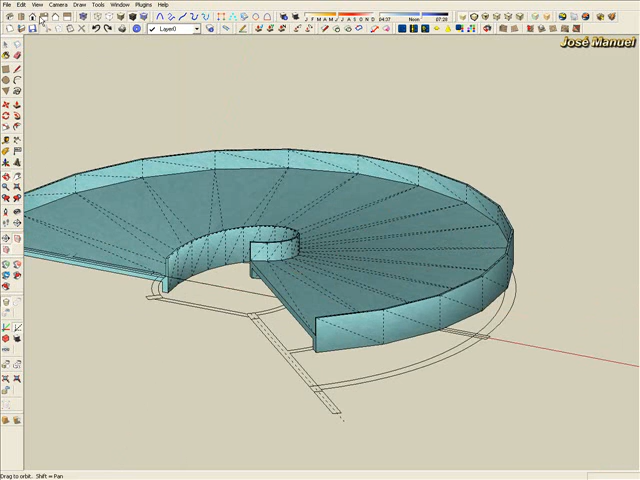 File Edit View Camera Draw Tools Window Plugins Help
J F M A M J J A S O N D 04:37 Noon 07:20
Layer0
José Manuel
Drag to orbit. Shift = Pan